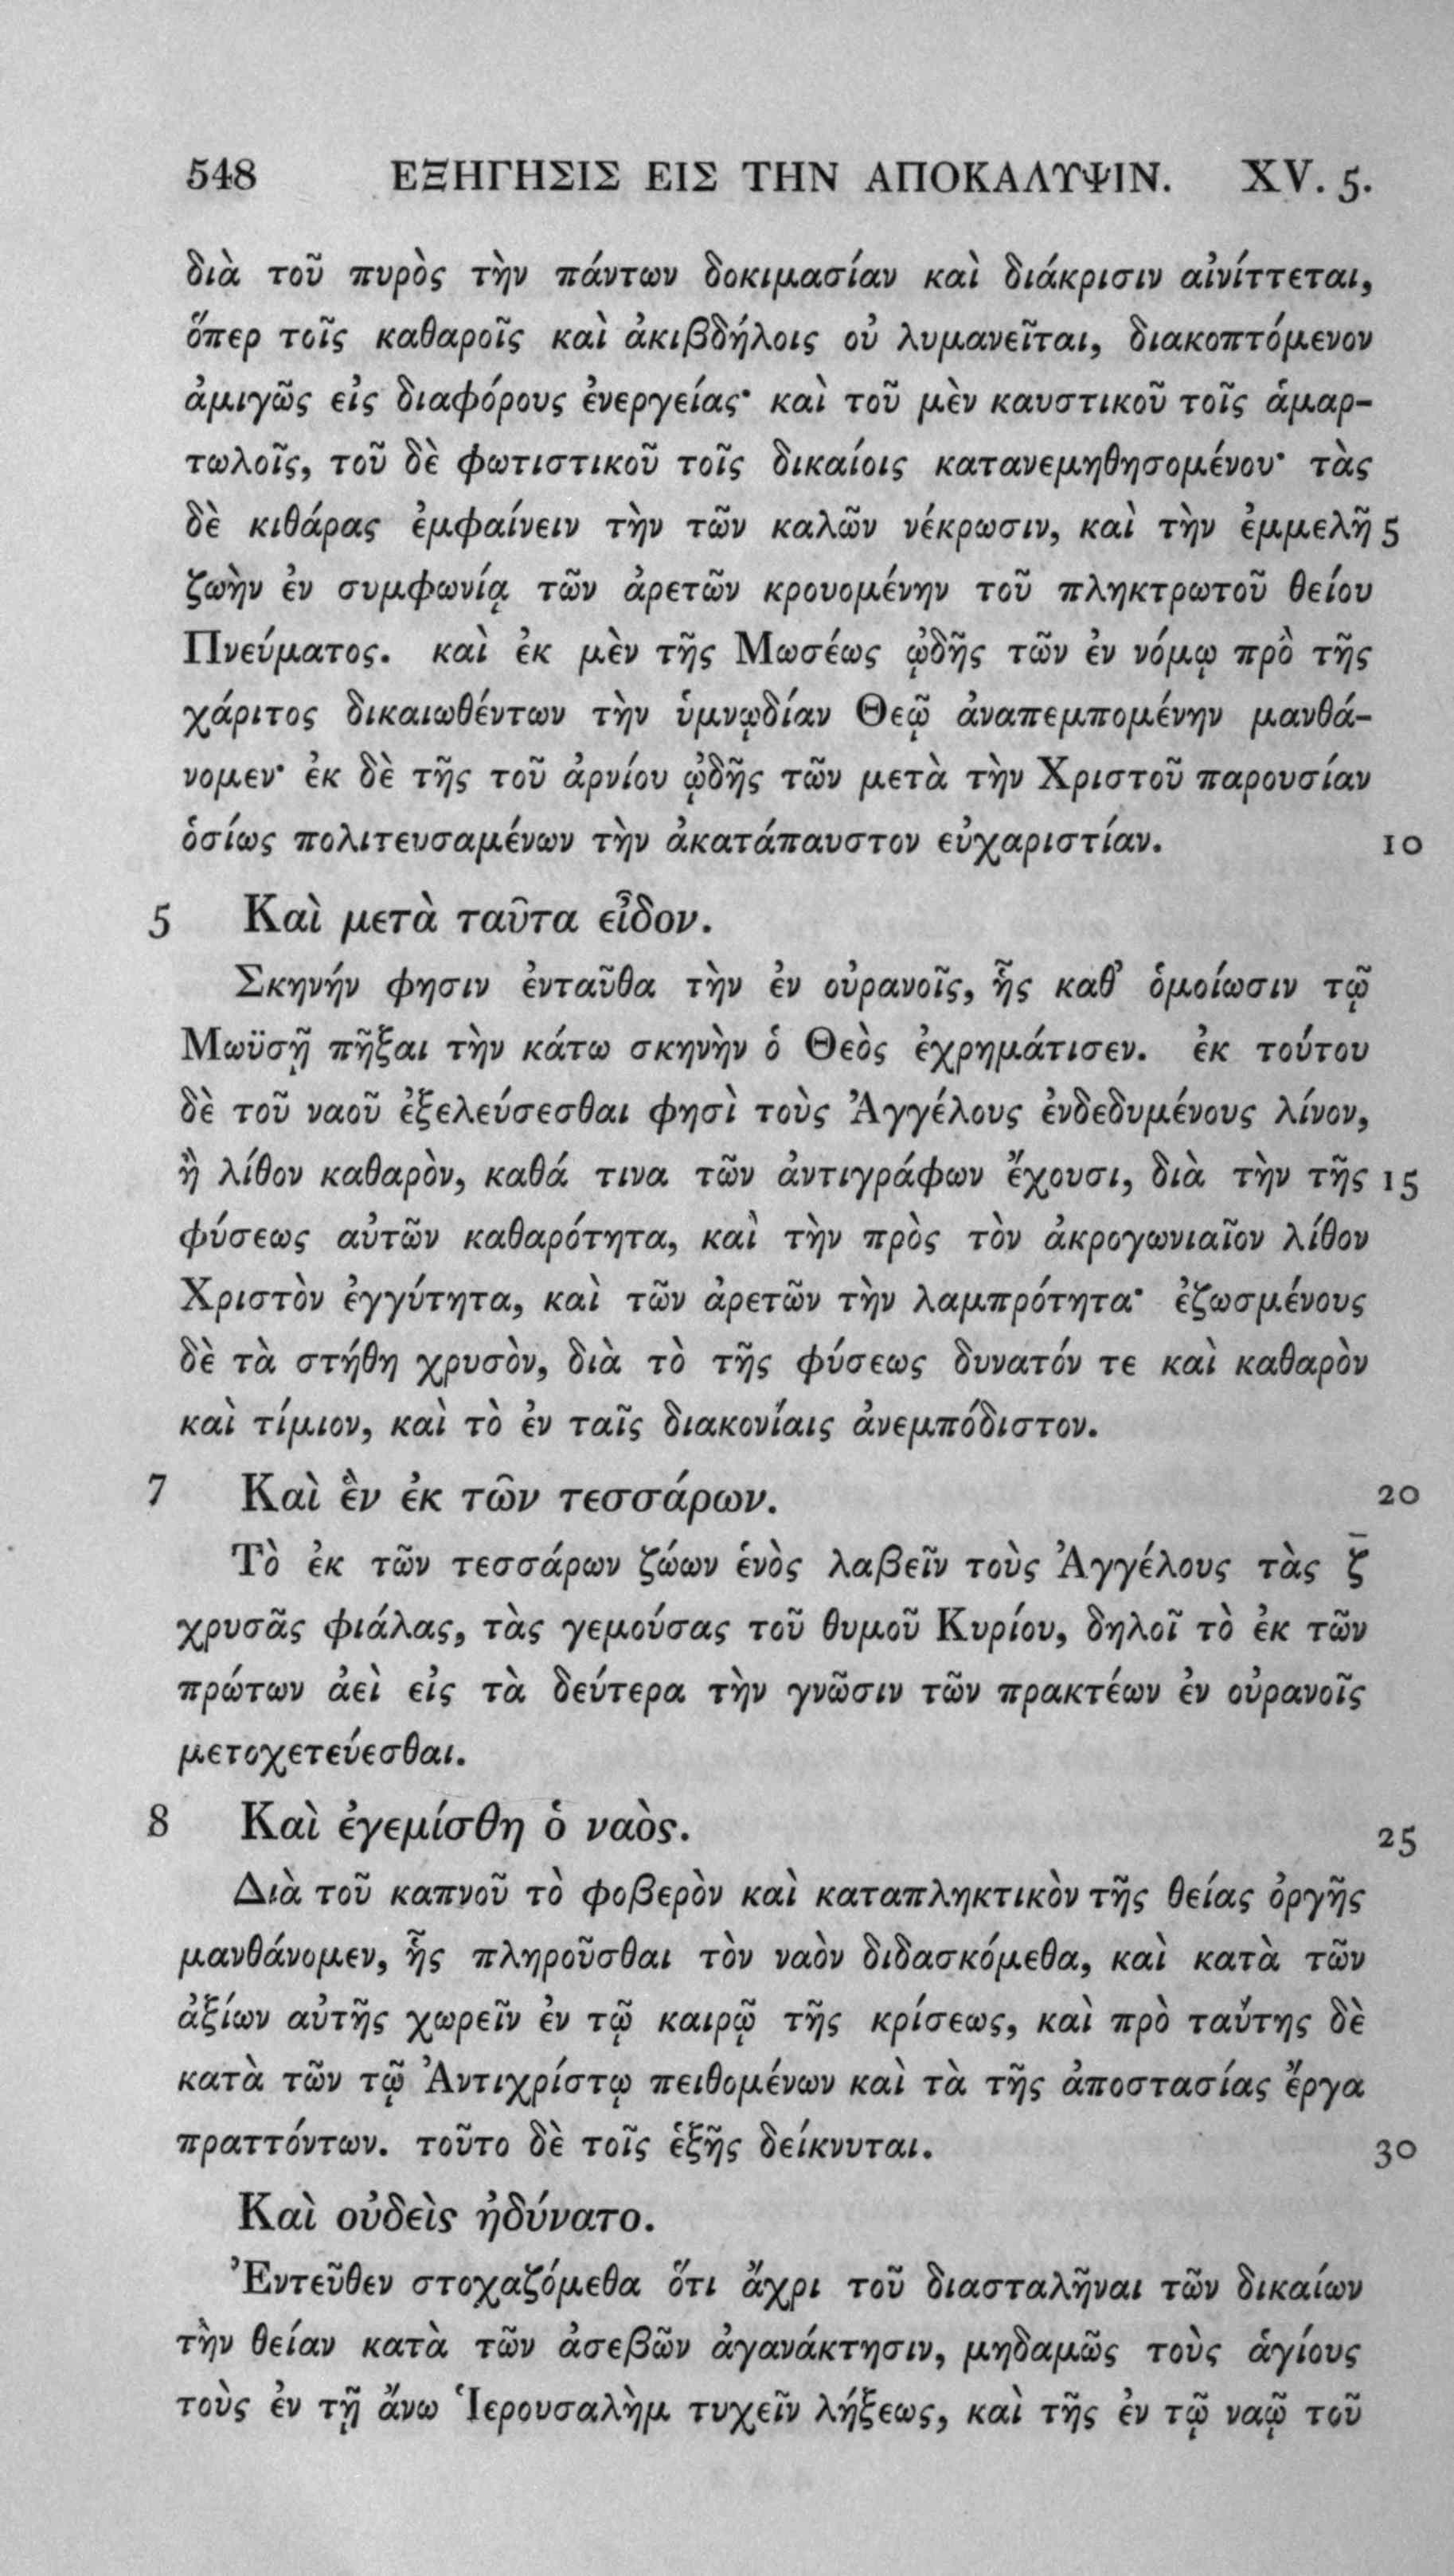 548 ΕΞΗΓΗΣΙΣ ΕΙΣ ΤΗΝ ΑΠΟΚΑΛΥΨΙΝ. XV. 5.
διὰ τοῦ πυρὸς τὴν πάντων δοκιμασίαν καὶ διάκρισιν αἰνίττεται,
ὅπερ τοῖς καθαροῖς καὶ ἀκιβδήλοις οὐ λυμανεῖται, διακοπτόμενον
ἀμιγῶς εἰς διαφόρους ἐνεργείας· καὶ τοῦ μὲν καυστικοῦ τοῖς ἁμαρ-
τωλοῖς, τοῦ δὲ φωτιστικοῦ τοῖς δικαίοις κατανεμηθησομένου· τὰς
δὲ κιθάρας ἐμφαίνειν τὴν τῶν καλῶν νέκρωσιν, καὶ τὴν ἐμμελῆ 5
ζωὴν ἐν συμφωνίᾳ τῶν ἀρετῶν κρουομένην τοῦ πληκτρωτοῦ θείου
Πνεύματος. καὶ ἐκ μὲν τῆς Μωσέως ᾠδῆς τῶν ἐν νόμῳ πρὸ τῆς
χάριτος δικαιωθέντων τὴν ὑμνῳδίαν Θεῷ ἀναπεμπομένην μανθά-
νομεν· ἐκ δὲ τῆς τοῦ ἀρνίου ᾠδῆς τῶν μετὰ τὴν Χριστοῦ παρουσίαν
ὁσίως πολιτευσαμένων τὴν ἀκατάπαυστον εὐχαριστίαν. 10
5 Καὶ μετὰ ταῦτα εἶδον.
Σκηνήν φησιν ἐνταῦθα τὴν ἐν οὐρανοῖς, ἧς καθ’ ὁμοίωσιν τῷ
Μωϋσῇ πῆξαι τὴν κάτω σκηνὴν ὁ Θεὸς ἐχρημάτισεν. ἐκ τούτου
δὲ τοῦ ναοῦ ἐξελεύσεσθαι φησὶ τοὺς Ἀγγέλους ἐνδεδυμένους λίνον,
ἢ λίθον καθαρὸν, καθά τινα τῶν ἀντιγράφων ἔχουσι, διὰ τὴν τῆς 15
φύσεως αὐτῶν καθαρότητα, καὶ τὴν πρὸς τὸν ἀκρογωνιαῖον λίθον
Χριστὸν ἐγγύτητα, καὶ τῶν ἀρετῶν τὴν λαμπρότητα· ἐζωσμένους
δὲ τὰ στήθη χρυσὸν, διὰ τὸ τῆς φύσεως δυνατόν τε καὶ καθαρὸν
καὶ τίμιον, καὶ τὸ ἐν ταῖς διακονίαις ἀνεμπόδιστον.
7 Καὶ ἓν ἐκ τῶν τεσσάρων. 20
Τὸ ἐκ τῶν τεσσάρων ζώων ἑνὸς λαβεῖν τοὺς Ἀγγέλους τὰς ζ̄
χρυσᾶς φιάλας, τὰς γεμούσας τοῦ θυμοῦ Κυρίου, δηλοῖ τὸ ἐκ τῶν
πρώτων ἀεὶ εἰς τὰ δεύτερα τὴν γνῶσιν τῶν πρακτέων ἐν οὐρανοῖς
μετοχετεύεσθαι.
8 Καὶ ἐγεμίσθη ὁ ναὸς. 25
Διὰ τοῦ καπνοῦ τὸ φοβερὸν καὶ καταπληκτικὸν τῆς θείας ὀργῆς
μανθάνομεν, ἧς πληροῦσθαι τὸν ναὸν διδασκόμεθα, καὶ κατὰ τῶν
ἀξίων αὐτῆς χωρεῖν ἐν τῷ καιρῷ τῆς κρίσεως, καὶ πρὸ ταύτης δὲ
κατὰ τῶν τῷ Ἀντιχρίστῳ πειθομένων καὶ τὰ τῆς ἀποστασίας ἔργα
πραττόντων. τοῦτο δὲ τοῖς ἑξῆς δείκνυται. 30
Καὶ οὐδεὶς ἠδύνατο.
Ἐντεῦθεν στοχαζόμεθα ὅτι ἄχρι τοῦ διασταλῆναι τῶν δικαίων
τὴν θείαν κατὰ τῶν ἀσεβῶν ἀγανάκτησιν, μηδαμῶς τοὺς ἁγίους
τοὺς ἐν τῇ ἄνω Ἱερουσαλὴμ τυχεῖν λήξεως, καὶ τῆς ἐν τῷ ναῷ τοῦ